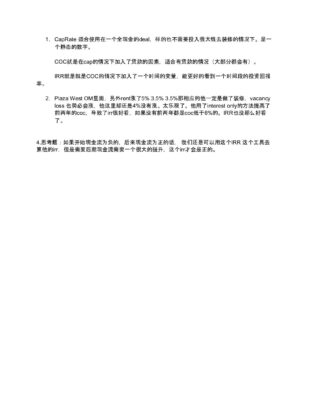 1. CapRate 适合使用在一个全现金的deal，目的也不需要投入很大钱去装修的情况下，是一
个静态的数字。
COC就是在cap的情况下加入了贷款的因素，适合有贷款的情况（大部分都会有）。
IRR就是指是COC的情况下加入了一个时间的变量，能更好的看到一个时间段的投资回报
率。
2. Plaza West OM里面，另外rent涨了5% 3.5% 3.5%那相应的他一定是做了装修，vacancy
loss 也势必会涨，他这里却还是4%没有变化，太乐观了。他用了interest only的方法提高了
前两年的coc，导致了irr很好看，如果没有前两年都是coc低于6%的。IRR也没那么好看
了。
4.思考题：如果开始现金流为负的，后来现金流为正的话，我们还是可以用这个IRR 这个工具去
算他的irr，但是需要后期现金流需要一个很大的提升，这个irr才会是正的。